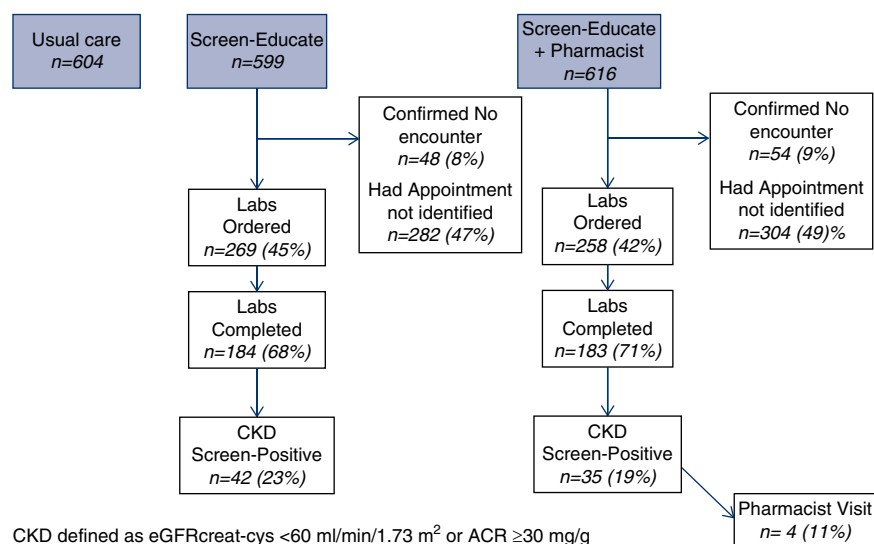 Usual care
n=604
Screen-Educate
n=599
Screen-Educate
+ Pharmacist
n=616
Confirmed No
encounter
n=48 (8%)
Had Appointment
not identified
n=282 (47%)
Confirmed No
encounter
n=54 (9%)
Had Appointment
not identified
n=304 (49)%
Labs
Ordered
n=269 (45%)
Labs
Ordered
n=258 (42%)
Labs
Completed
n=184 (68%)
Labs
Completed
n=183 (71%)
CKD
Screen-Positive
n=42 (23%)
CKD
Screen-Positive
n=35 (19%)
Pharmacist Visit
n= 4 (11%)
CKD defined as eGFRcreat-cys <60 ml/min/1.73 m² or ACR ≥30 mg/g